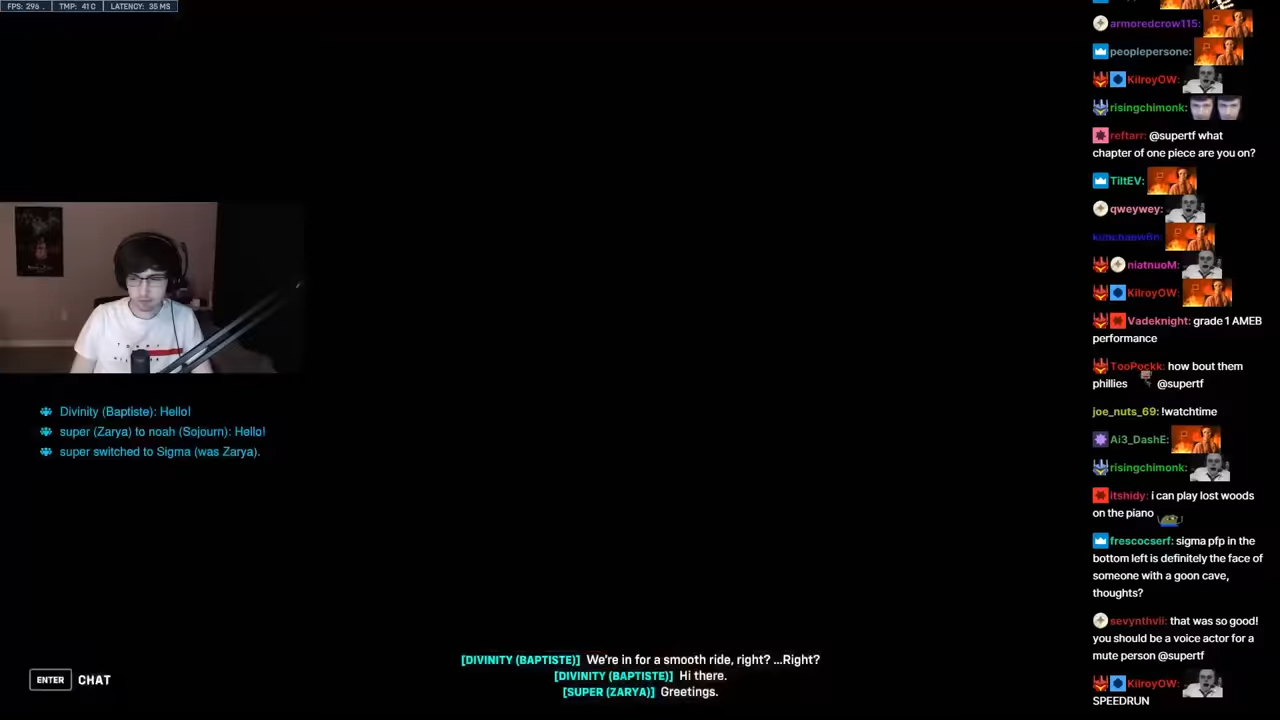 FPS: 296 . TMP: 41 C LATENCY: 35 MS
armoredcrow115:
peoplepersone:
KilroyOW:
risingchimonk:
reftarr: @supertf what
chapter of one piece are you on?
TiltEV:
qweywey:
niatnuoM:
KilroyOW:
Vadeknight: grade 1 AMEB
performance
TooPockk: how bout them
phillies @supertf
joe_nuts_69: !watchtime
Ai3_DashE:
risingchimonk:
itshidy: i can play lost woods
on the piano
frescocserf: sigma pfp in the
bottom left is definitely the face of
someone with a goon cave,
thoughts?
sevynthvii: that was so good!
you should be a voice actor for a
mute person @supertf
KilroyOW:
SPEEDRUN
Divinity (Baptiste): Hello!
super (Zarya) to noah (Sojourn): Hello!
super switched to Sigma (was Zarya).
[DIVINITY (BAPTISTE)] We're in for a smooth ride, right? ...Right?
[DIVINITY (BAPTISTE)] Hi there.
[SUPER (ZARYA)] Greetings.
ENTER CHAT